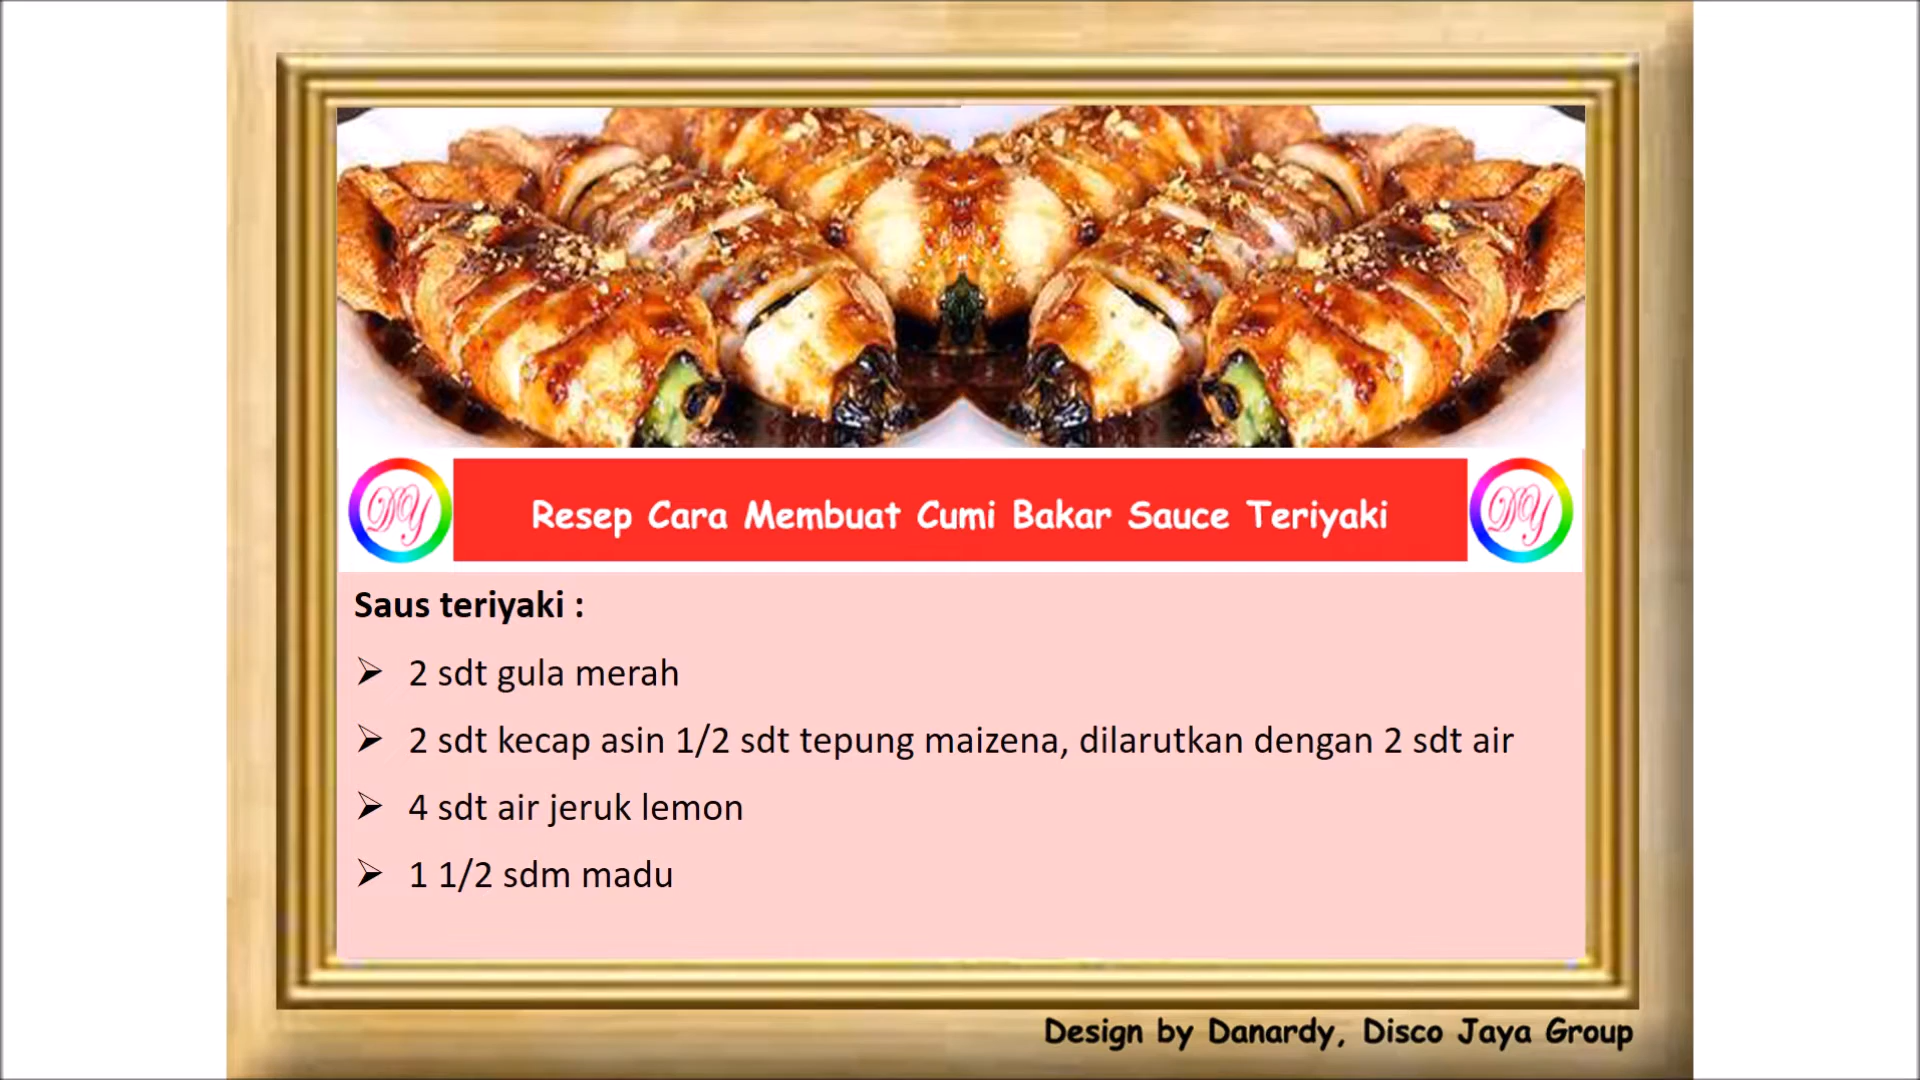 DY
DY
Resep Cara Membuat Cumi Bakar Sauce Teriyaki
Saus teriyaki :
2 sdt gula merah
2 sdt kecap asin 1/2 sdt tepung maizena, dilarutkan dengan 2 sdt air
4 sdt air jeruk lemon
1 1/2 sdm madu
Design by Danardy, Disco Jaya Group